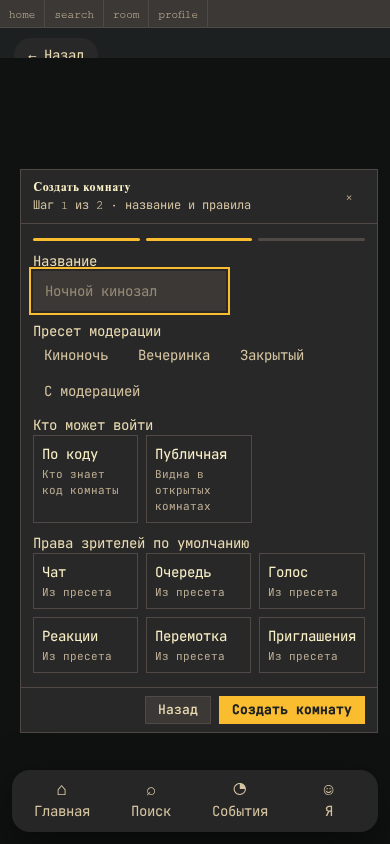 home search room profile
← Назад
Создать комнату
Шаг 1 из 2 · название и правила
×
Название
Ночной кинозал
Пресет модерации
Киноночь Вечеринка Закрытый
С модерацией
Кто может войти
По коду Публичная
Кто знает Видна в
код комнаты открытых
комнатах
Права зрителей по умолчанию
Чат Очередь Голос
Из пресета Из пресета Из пресета
Реакции Перемотка Приглашения
Из пресета Из пресета Из пресета
Назад Создать комнату
Главная Поиск События Я